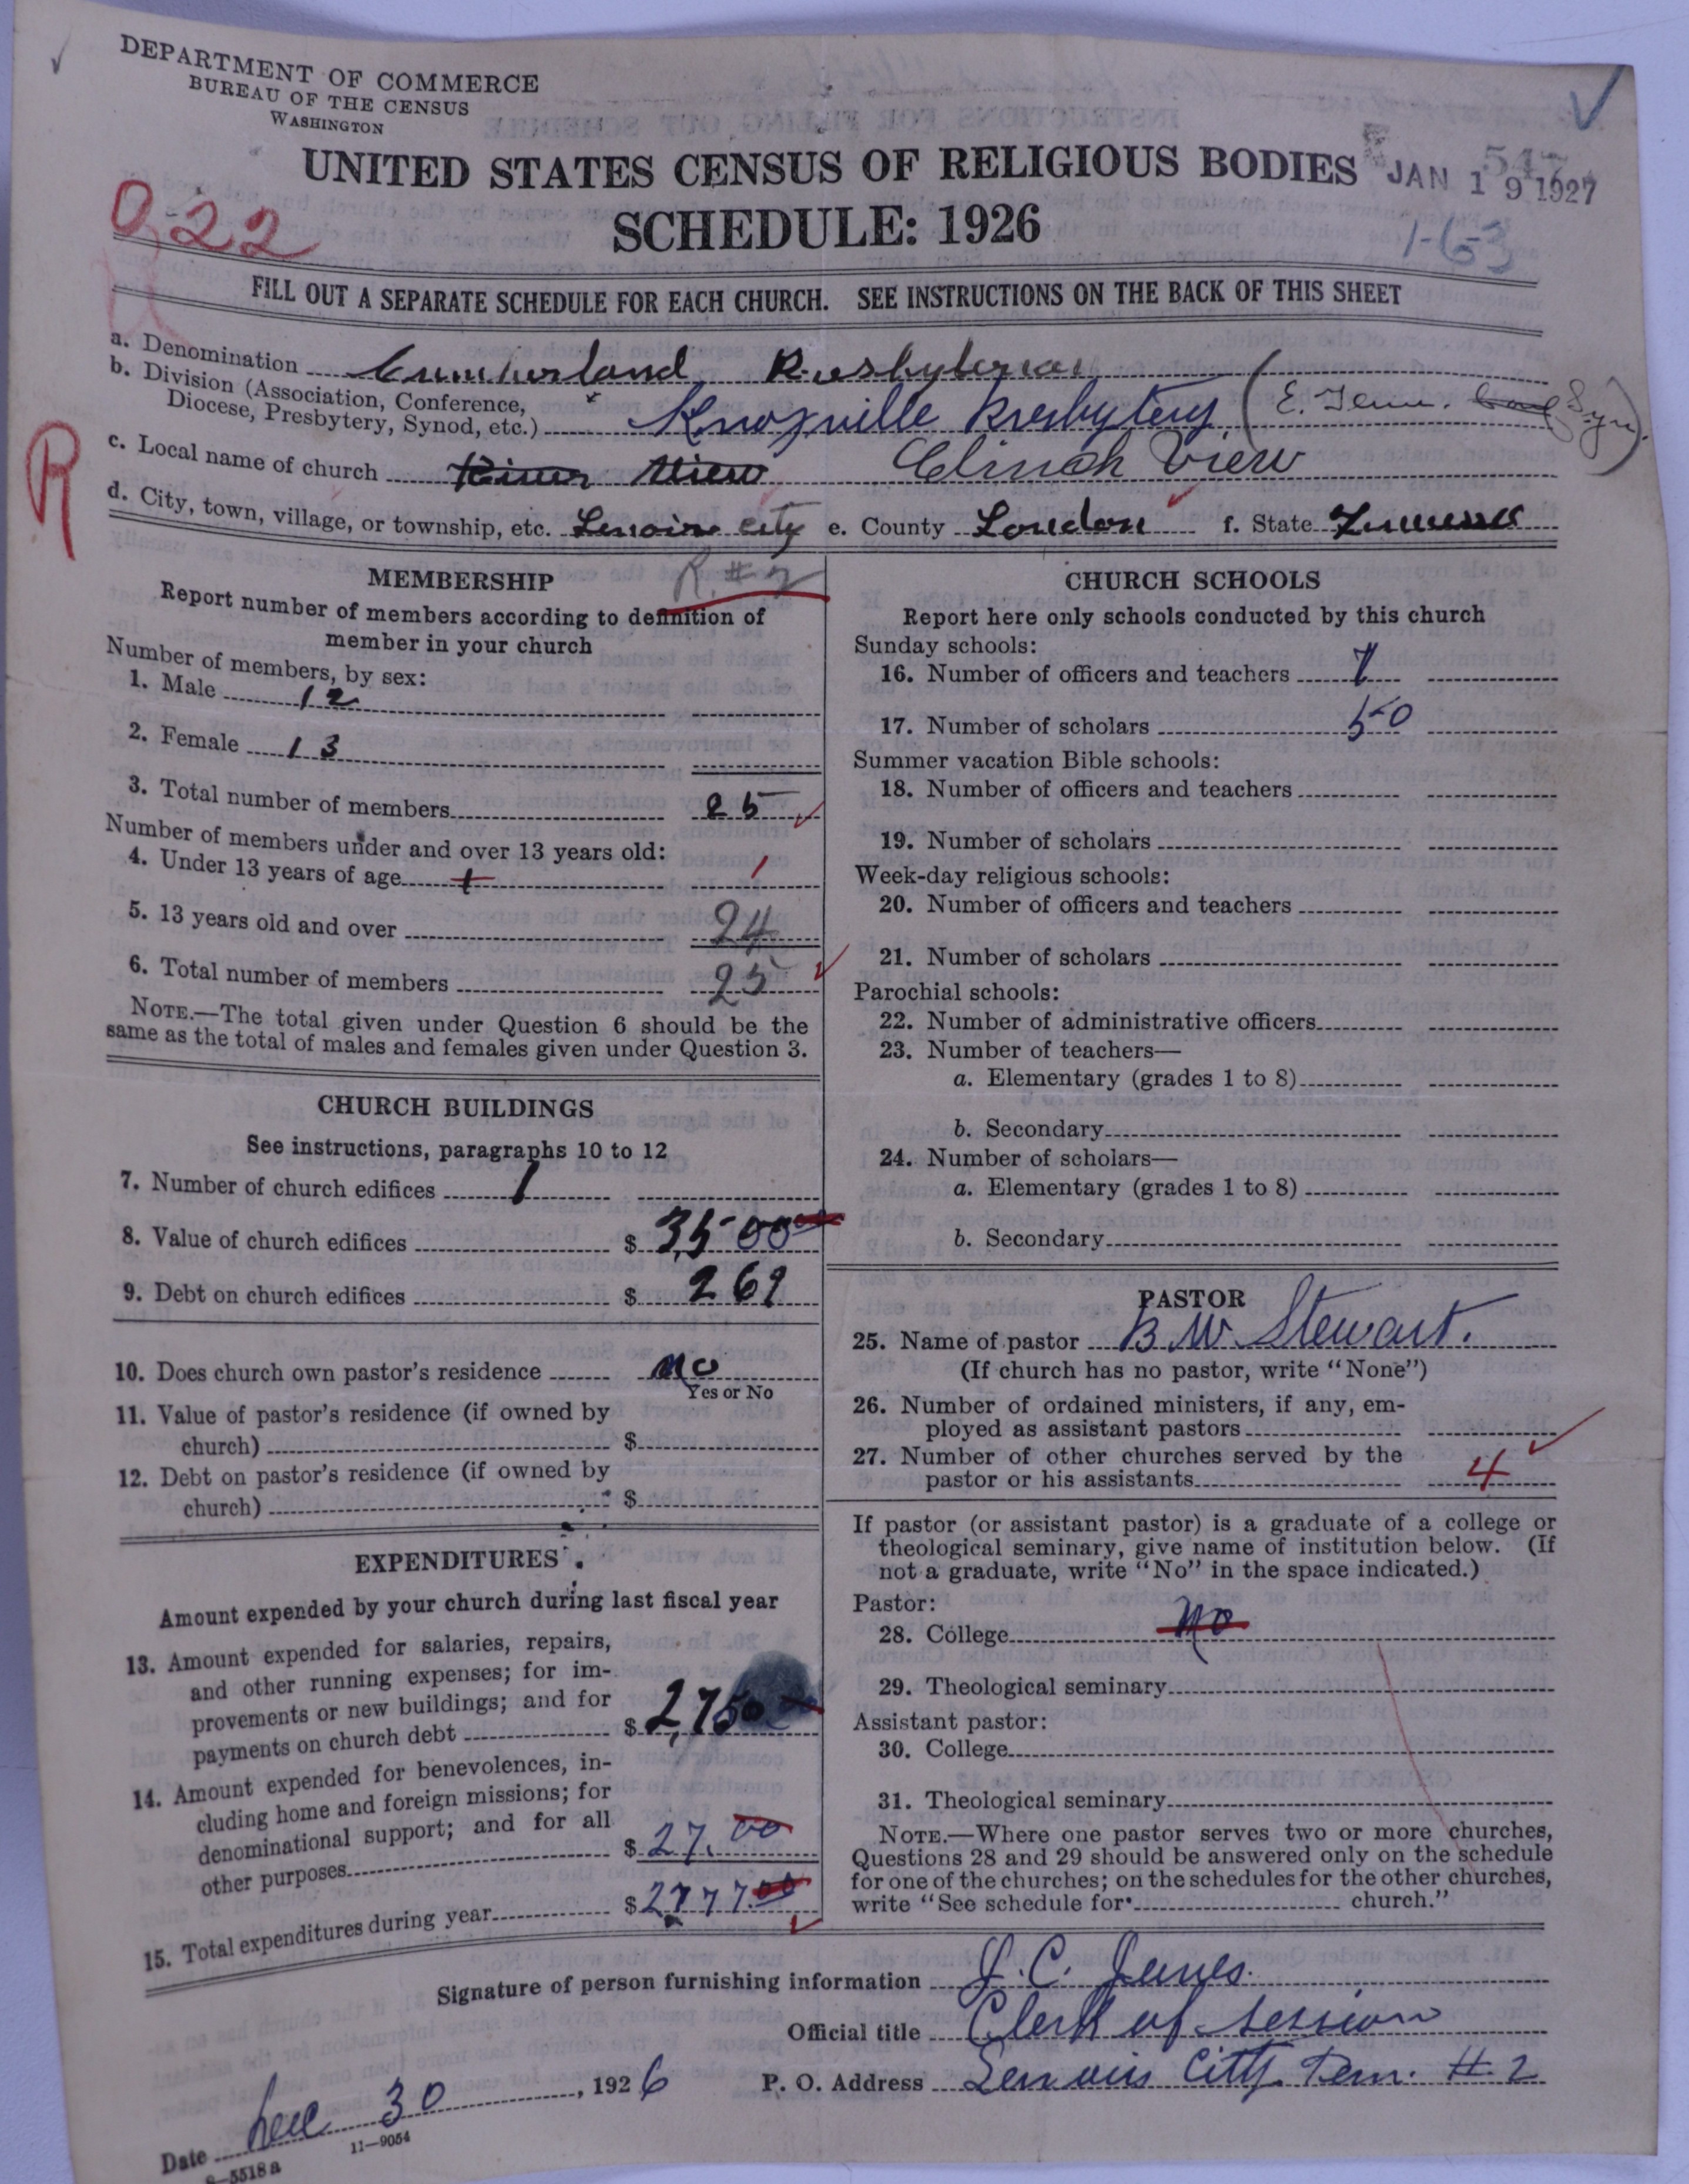 DEPARTMENT OF COMMERCE
BUREAU OF THE CENSUS
WASHINGTON
UNITED STATES CENSUS OF RELIGIOUS BODIES
JAN 19 1927
0-22
SCHEDULE: 1926
1-653
FILL OUT A SEPARATE SCHEDULE FOR EACH CHURCH. SEE INSTRUCTIONS ON THE BACK OF THIS SHEET
a. Denomination Cumberland Presbyterian
b. Division (Association, Conference, Diocese, Presbytery, Synod, etc.) Knoxville Presbytery (E. Tenn. Syn).
R
c. Local name of church River View Clinch View
d. City, town, village, or township, etc. Lenoir City e. County Loudon f. State Tennessee
R. #2
MEMBERSHIP
Report number of members according to definition of
member in your church
Number of members, by sex:
1. Male 12
2. Female 13
3. Total number of members 25
Number of members under and over 13 years old:
4. Under 13 years of age 1 1
5. 13 years old and over 24
6. Total number of members 25
NOTE.—The total given under Question 6 should be the
same as the total of males and females given under Question 3.
CHURCH BUILDINGS
See instructions, paragraphs 10 to 12
7. Number of church edifices 1
8. Value of church edifices $ 3,500
9. Debt on church edifices $ 269
10. Does church own pastor's residence No
Yes or No
11. Value of pastor's residence (if owned by
church) $
12. Debt on pastor's residence (if owned by
church) $
EXPENDITURES
Amount expended by your church during last fiscal year
13. Amount expended for salaries, repairs,
and other running expenses; for im-
provements or new buildings; and for
payments on church debt $ 2,750
14. Amount expended for benevolences, in-
cluding home and foreign missions; for
denominational support; and for all
other purposes $ 27.00
15. Total expenditures during year $ 2777.00
CHURCH SCHOOLS
Report here only schools conducted by this church
Sunday schools:
16. Number of officers and teachers 7
17. Number of scholars 50
Summer vacation Bible schools:
18. Number of officers and teachers
19. Number of scholars
Week-day religious schools:
20. Number of officers and teachers
21. Number of scholars
Parochial schools:
22. Number of administrative officers
23. Number of teachers—
a. Elementary (grades 1 to 8)
b. Secondary
24. Number of scholars—
a. Elementary (grades 1 to 8)
b. Secondary
PASTOR
25. Name of pastor B W Stewart.
(If church has no pastor, write "None")
26. Number of ordained ministers, if any, em-
ployed as assistant pastors
27. Number of other churches served by the
pastor or his assistants 4
If pastor (or assistant pastor) is a graduate of a college or
theological seminary, give name of institution below. (If
not a graduate, write "No" in the space indicated.)
Pastor:
28. College No
29. Theological seminary
Assistant pastor:
30. College
31. Theological seminary
NOTE.—Where one pastor serves two or more churches,
Questions 28 and 29 should be answered only on the schedule
for one of the churches; on the schedules for the other churches,
write "See schedule for church."
Signature of person furnishing information J. C. Jones.
Official title Clerk of Session
P. O. Address Lenoir City Tenn. #2
Date Dec 30, 1926
8—5518a
11—9054